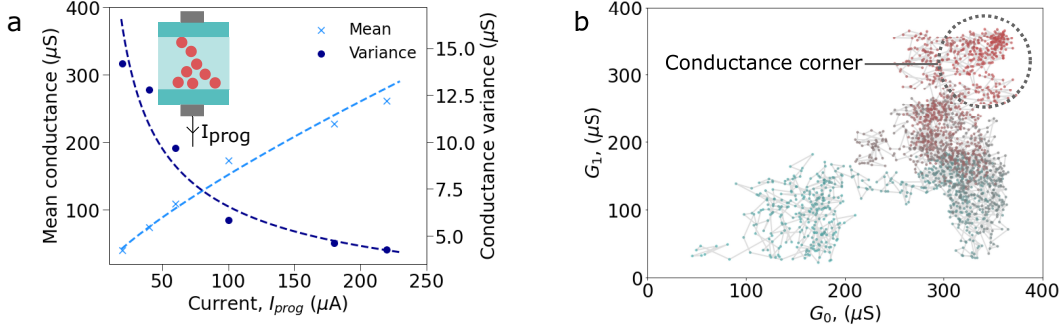 a
Mean conductance (μS)
400
300
200
100
50
100
150
200
250
Current, Iprog (μA)
Iprog
Mean
Variance
15.0
12.5
10.0
7.5
5.0
Conductance variance (μS)
b
G1, (μS)
400
300
200
100
0
Conductance corner
0
100
200
300
400
G0, (μS)